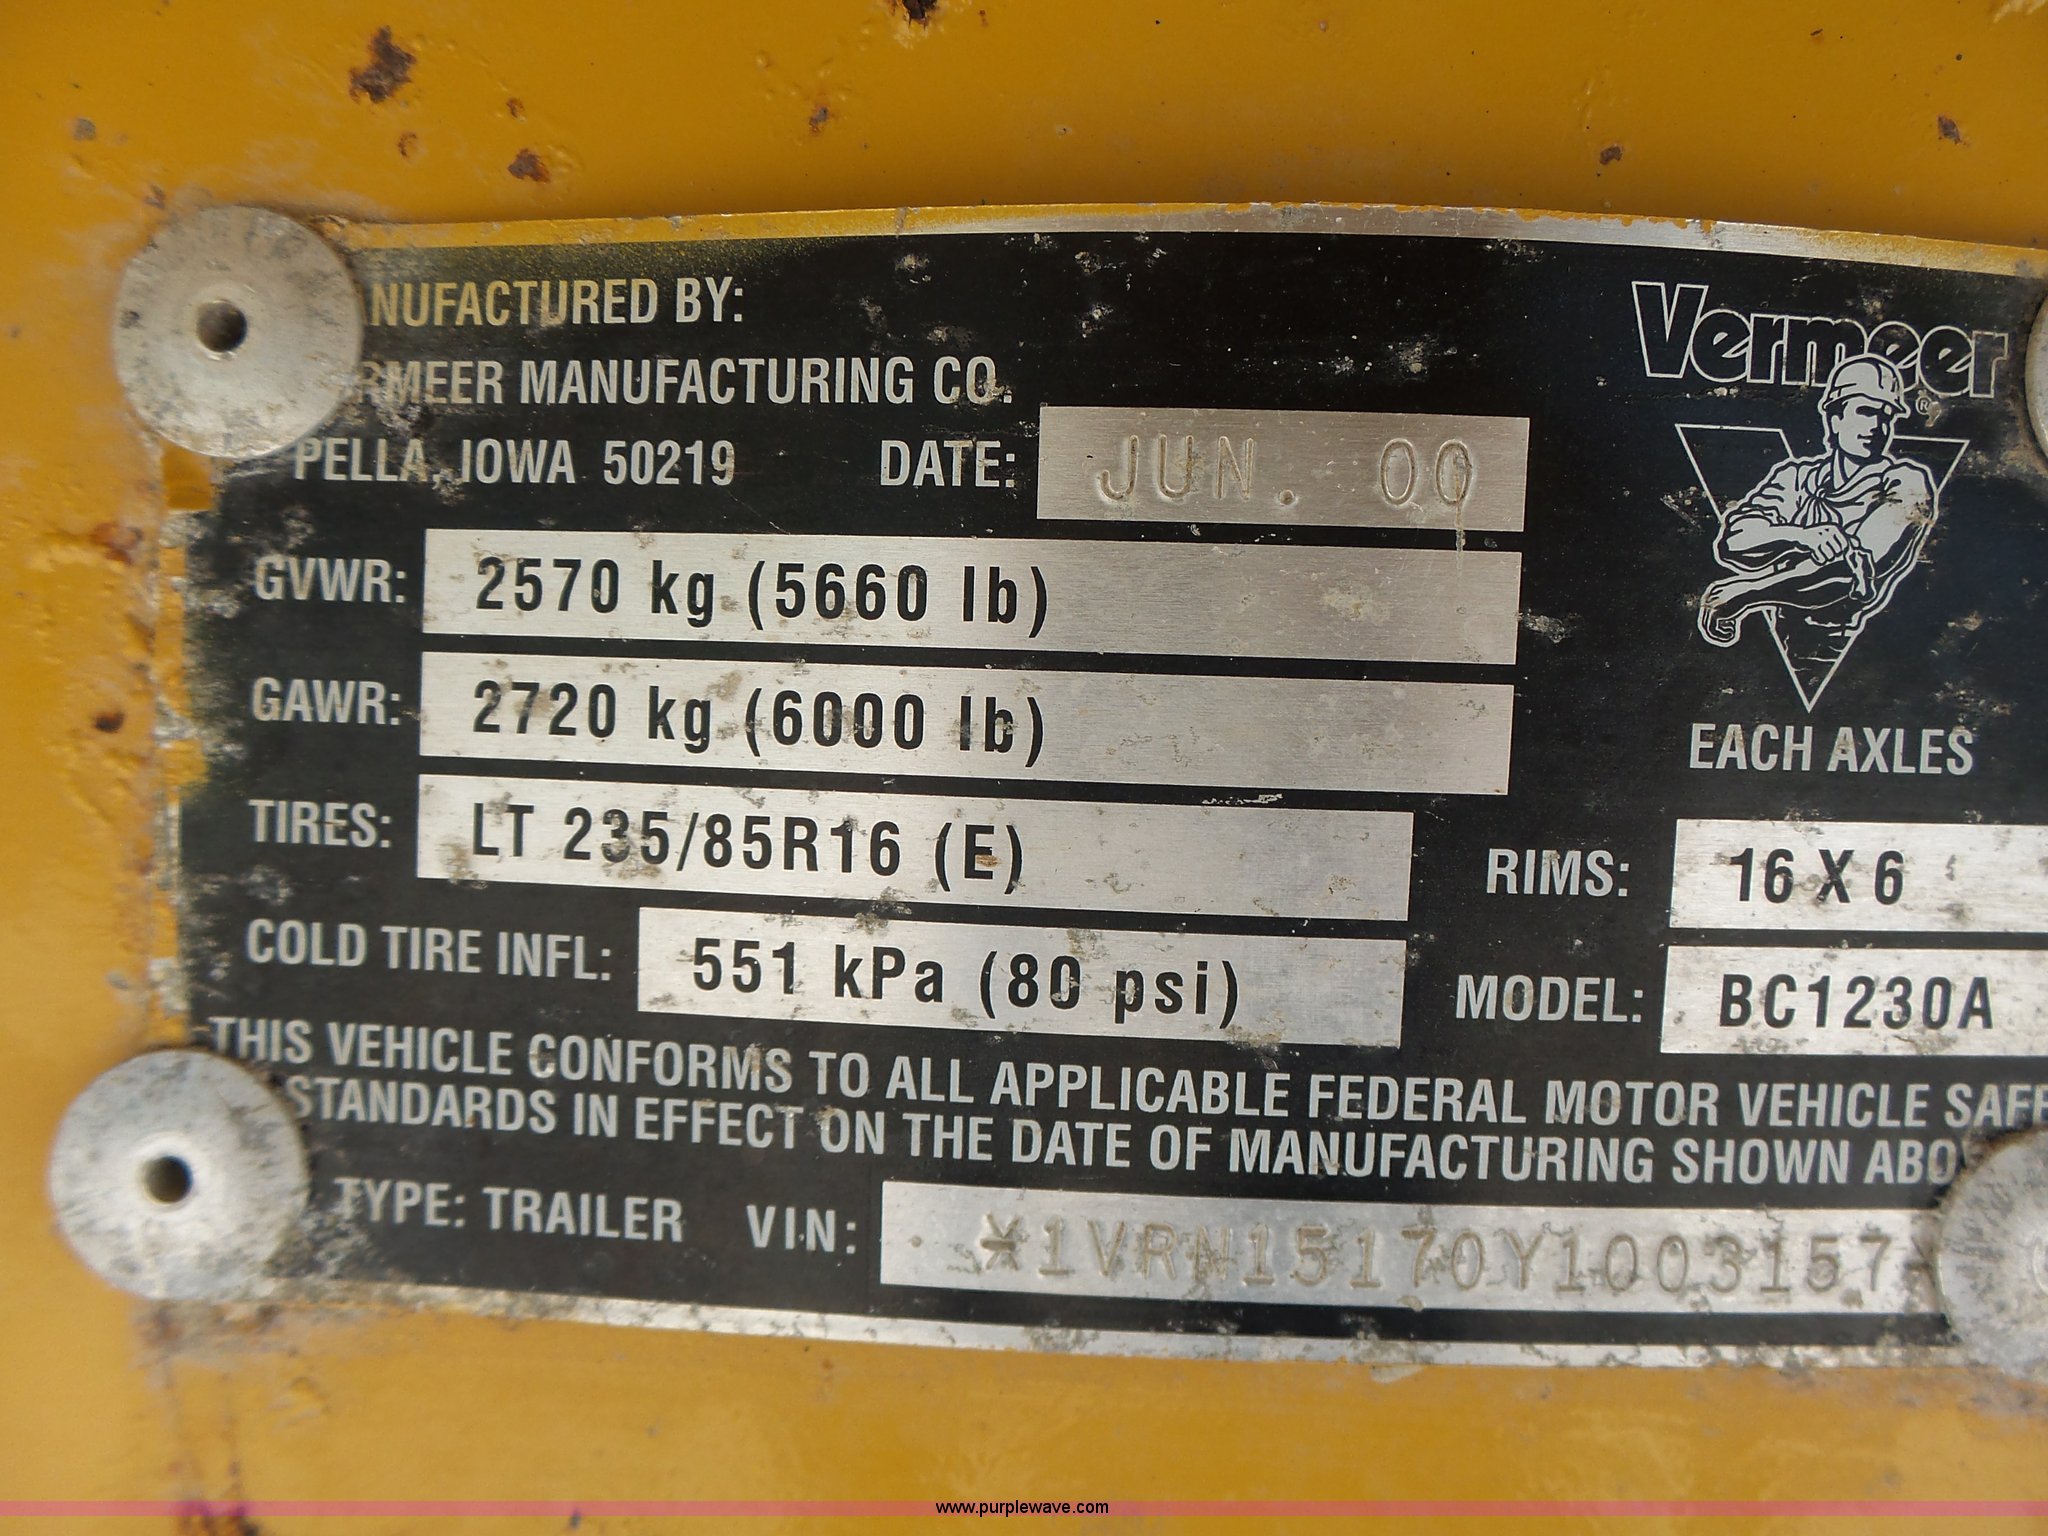 ANUFACTURED BY:
Vermeer
ERMEER MANUFACTURING CO.
®
PELLA, IOWA 50219 DATE: JUN. 00
GVWR: 2570 kg (5660 lb)
GAWR: 2720 kg (6000 lb)
EACH AXLES
TIRES: LT 235/85R16 (E) RIMS: 16 X 6
COLD TIRE INFL: 551 kPa (80 psi) MODEL: BC1230A
THIS VEHICLE CONFORMS TO ALL APPLICABLE FEDERAL MOTOR VEHICLE SAFE
STANDARDS IN EFFECT ON THE DATE OF MANUFACTURING SHOWN ABO
TYPE: TRAILER VIN: *1VRN15170Y1003157*
www.purplewave.com